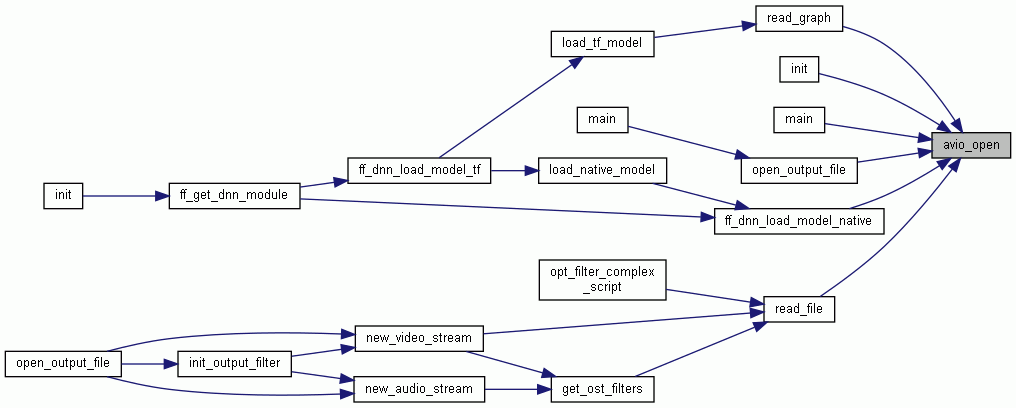 read_graph
load_tf_model
init
main
main
avio_open
open_output_file
ff_dnn_load_model_tf
load_native_model
init
ff_get_dnn_module
ff_dnn_load_model_native
opt_filter_complex
_script
read_file
new_video_stream
open_output_file
init_output_filter
new_audio_stream
get_ost_filters